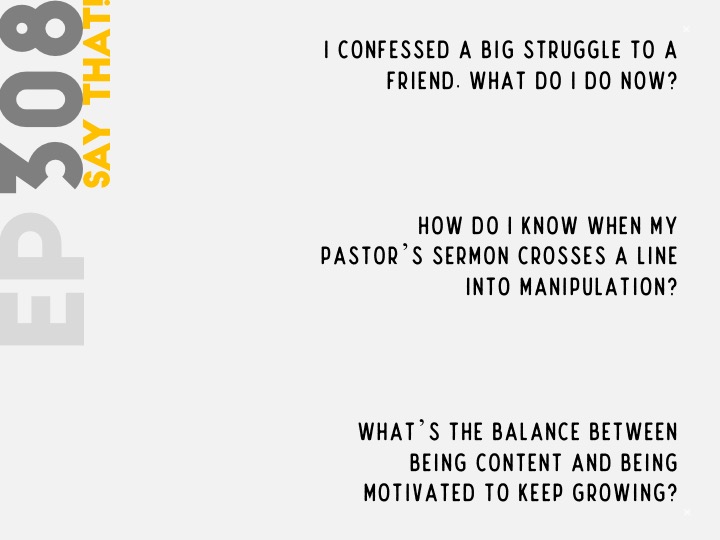 EP 308
SAY THAT!
I CONFESSED A BIG STRUGGLE TO A
FRIEND. WHAT DO I DO NOW?
HOW DO I KNOW WHEN MY
PASTOR'S SERMON CROSSES A LINE
INTO MANIPULATION?
WHAT'S THE BALANCE BETWEEN
BEING CONTENT AND BEING
MOTIVATED TO KEEP GROWING?